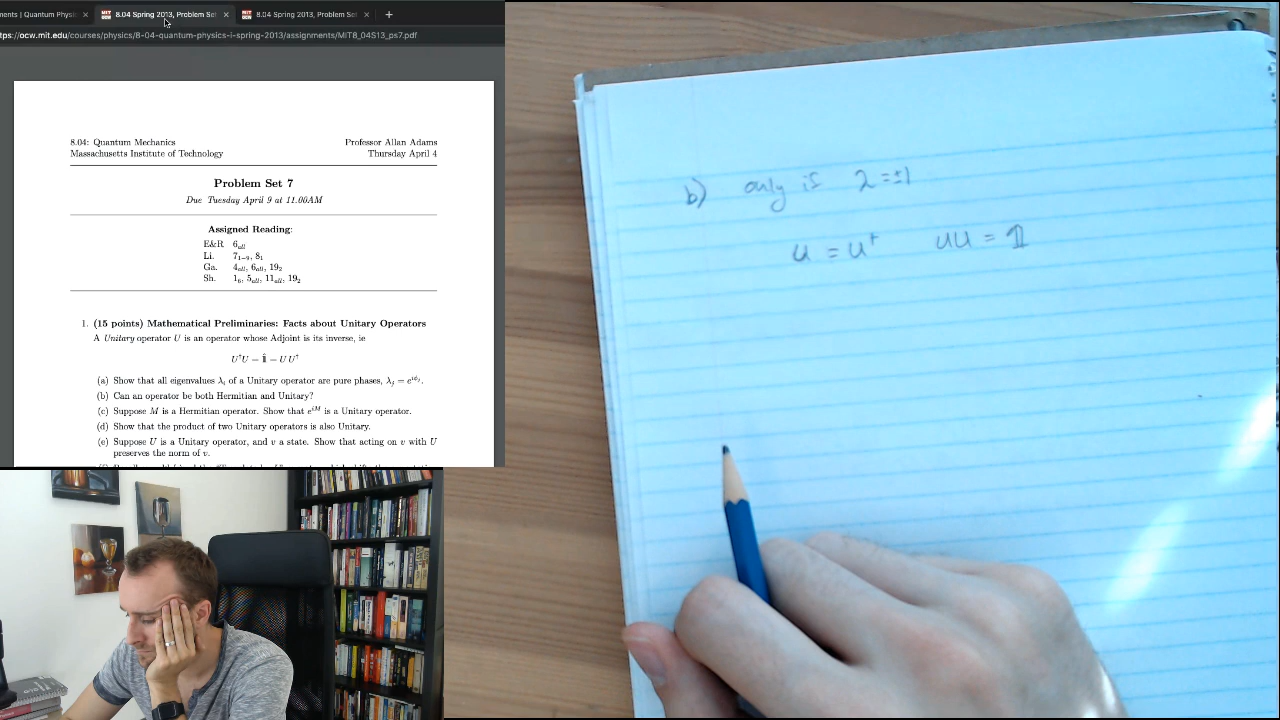 ments | Quantum Physi
8.04 Spring 2013, Problem Set
8.04 Spring 2013, Problem Set
tps://ocw.mit.edu/courses/physics/8-04-quantum-physics-i-spring-2013/assignments/MIT8_04S13_ps7.pdf
8.04: Quantum Mechanics Professor Allan Adams
Massachusetts Institute of Technology Thursday April 4
Problem Set 7
Due Tuesday April 9 at 11.00AM
Assigned Reading:
E&R 6all
Li. 71−9, 81
Ga. 4all, 6all, 192
Sh. 16, 5all, 11all, 192
1. (15 points) Mathematical Preliminaries: Facts about Unitary Operators
A Unitary operator U is an operator whose Adjoint is its inverse, ie
U†U = 𝟙̂ = U U†
(a) Show that all eigenvalues λi of a Unitary operator are pure phases, λj = e^{iϕj}.
(b) Can an operator be both Hermitian and Unitary?
(c) Suppose M is a Hermitian operator. Show that e^{iM} is a Unitary operator.
(d) Show that the product of two Unitary operators is also Unitary.
(e) Suppose U is a Unitary operator, and v a state. Show that acting on v with U
preserves the norm of v.
b) only is λ = ±1
U = U† UU = 𝟙